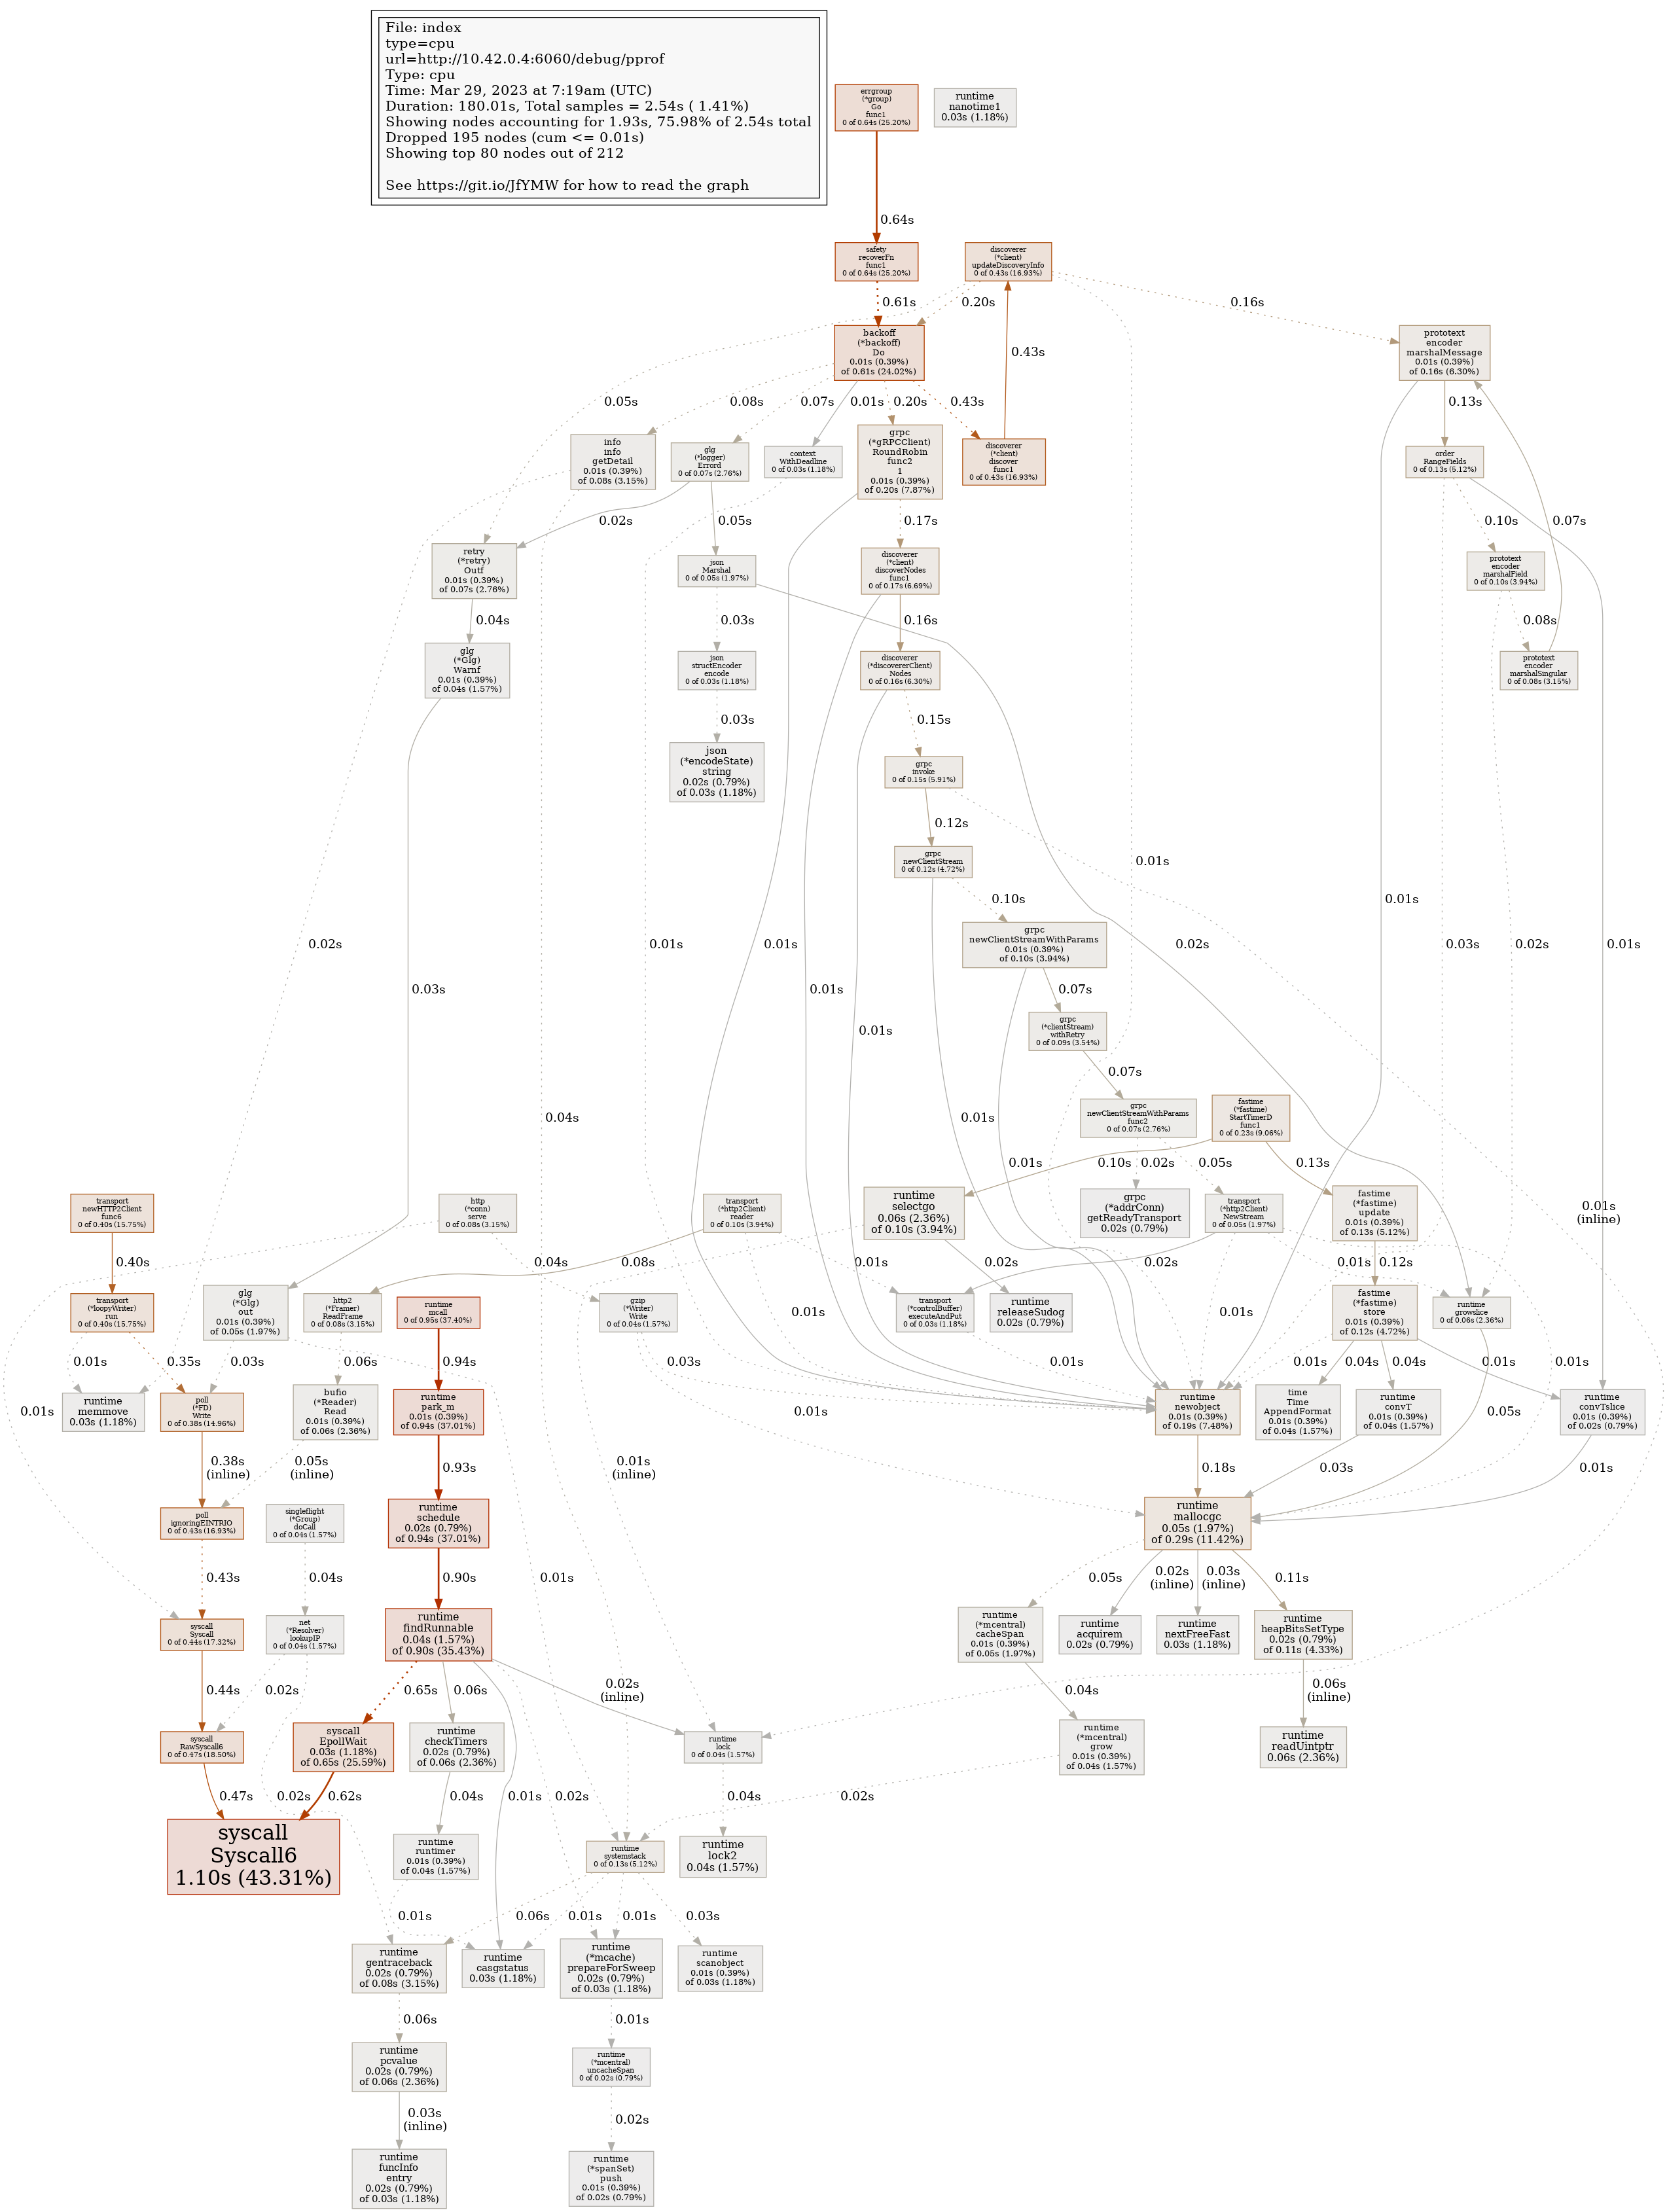 File: index
type=cpu
url=http://10.42.0.4:6060/debug/pprof
Type: cpu
Time: Mar 29, 2023 at 7:19am (UTC)
Duration: 180.01s, Total samples = 2.54s ( 1.41%)
Showing nodes accounting for 1.93s, 75.98% of 2.54s total
Dropped 195 nodes (cum <= 0.01s)
Showing top 80 nodes out of 212
See https://git.io/JfYMW for how to read the graph
errgroup
(*group)
Go
func1
0 of 0.64s (25.20%)
runtime
nanotime1
0.03s (1.18%)
0.64s
safety
recoverFn
func1
0 of 0.64s (25.20%)
discoverer
(*client)
updateDiscoveryInfo
0 of 0.43s (16.93%)
0.61s
0.20s
0.16s
backoff
(*backoff)
Do
0.01s (0.39%)
of 0.61s (24.02%)
0.43s
prototext
encoder
marshalMessage
0.01s (0.39%)
of 0.16s (6.30%)
0.05s
0.08s
0.07s
0.01s
0.20s
0.43s
0.13s
info
info
getDetail
0.01s (0.39%)
of 0.08s (3.15%)
glg
(*logger)
Errord
0 of 0.07s (2.76%)
context
WithDeadline
0 of 0.03s (1.18%)
grpc
(*gRPCClient)
RoundRobin
func2
1
0.01s (0.39%)
of 0.20s (7.87%)
discoverer
(*client)
discover
func1
0 of 0.43s (16.93%)
order
RangeFields
0 of 0.13s (5.12%)
0.02s
0.05s
0.17s
0.10s
0.07s
retry
(*retry)
Outf
0.01s (0.39%)
of 0.07s (2.76%)
json
Marshal
0 of 0.05s (1.97%)
discoverer
(*client)
discoverNodes
func1
0 of 0.17s (6.69%)
prototext
encoder
marshalField
0 of 0.10s (3.94%)
0.04s
0.03s
0.16s
0.08s
glg
(*Glg)
Warnf
0.01s (0.39%)
of 0.04s (1.57%)
json
structEncoder
encode
0 of 0.03s (1.18%)
discoverer
(*discovererClient)
Nodes
0 of 0.16s (6.30%)
prototext
encoder
marshalSingular
0 of 0.08s (3.15%)
0.03s
0.15s
json
(*encodeState)
string
0.02s (0.79%)
of 0.03s (1.18%)
grpc
invoke
0 of 0.15s (5.91%)
0.12s
0.01s
grpc
newClientStream
0 of 0.12s (4.72%)
0.10s
0.01s
0.02s
0.01s
0.01s
0.02s
0.03s
0.02s
0.01s
grpc
newClientStreamWithParams
0.01s (0.39%)
of 0.10s (3.94%)
0.03s
0.01s
0.01s
0.07s
grpc
(*clientStream)
withRetry
0 of 0.09s (3.54%)
0.07s
0.04s
0.01s
grpc
newClientStreamWithParams
func2
0 of 0.07s (2.76%)
fastime
(*fastime)
StartTimerD
func1
0 of 0.23s (9.06%)
0.01s
0.10s
0.02s
0.05s
0.13s
transport
newHTTP2Client
func6
0 of 0.40s (15.75%)
http
(*conn)
serve
0 of 0.08s (3.15%)
transport
(*http2Client)
reader
0 of 0.10s (3.94%)
runtime
selectgo
0.06s (2.36%)
of 0.10s (3.94%)
grpc
(*addrConn)
getReadyTransport
0.02s (0.79%)
transport
(*http2Client)
NewStream
0 of 0.05s (1.97%)
fastime
(*fastime)
update
0.01s (0.39%)
of 0.13s (5.12%)
0.01s
(inline)
0.40s
0.04s
0.08s
0.01s
0.02s
0.02s
0.01s
0.12s
transport
(*loopyWriter)
run
0 of 0.40s (15.75%)
glg
(*Glg)
out
0.01s (0.39%)
of 0.05s (1.97%)
http2
(*Framer)
ReadFrame
0 of 0.08s (3.15%)
runtime
mcall
0 of 0.95s (37.40%)
gzip
(*Writer)
Write
0 of 0.04s (1.57%)
transport
(*controlBuffer)
executeAndPut
0 of 0.03s (1.18%)
runtime
releaseSudog
0.02s (0.79%)
fastime
(*fastime)
store
0.01s (0.39%)
of 0.12s (4.72%)
runtime
growslice
0 of 0.06s (2.36%)
0.01s
0.01s
0.35s
0.03s
0.06s
0.94s
0.03s
0.01s
0.01s
0.01s
0.04s
0.04s
0.01s
0.01s
runtime
memmove
0.03s (1.18%)
poll
(*FD)
Write
0 of 0.38s (14.96%)
bufio
(*Reader)
Read
0.01s (0.39%)
of 0.06s (2.36%)
runtime
park_m
0.01s (0.39%)
of 0.94s (37.01%)
runtime
newobject
0.01s (0.39%)
of 0.19s (7.48%)
time
Time
AppendFormat
0.01s (0.39%)
of 0.04s (1.57%)
runtime
convT
0.01s (0.39%)
of 0.04s (1.57%)
runtime
convTslice
0.01s (0.39%)
of 0.02s (0.79%)
0.01s
0.01s
0.05s
0.38s
(inline)
0.05s
(inline)
0.93s
0.01s
(inline)
0.18s
0.03s
0.01s
poll
ignoringEINTRIO
0 of 0.43s (16.93%)
singleflight
(*Group)
doCall
0 of 0.04s (1.57%)
runtime
schedule
0.02s (0.79%)
of 0.94s (37.01%)
runtime
mallocgc
0.05s (1.97%)
of 0.29s (11.42%)
0.43s
0.04s
0.90s
0.01s
0.05s
0.02s
(inline)
0.03s
(inline)
0.11s
syscall
Syscall
0 of 0.44s (17.32%)
net
(*Resolver)
lookupIP
0 of 0.04s (1.57%)
runtime
findRunnable
0.04s (1.57%)
of 0.90s (35.43%)
runtime
(*mcentral)
cacheSpan
0.01s (0.39%)
of 0.05s (1.97%)
runtime
acquirem
0.02s (0.79%)
runtime
nextFreeFast
0.03s (1.18%)
runtime
heapBitsSetType
0.02s (0.79%)
of 0.11s (4.33%)
0.44s
0.02s
0.65s
0.06s
0.02s
(inline)
0.04s
0.06s
(inline)
syscall
RawSyscall6
0 of 0.47s (18.50%)
syscall
EpollWait
0.03s (1.18%)
of 0.65s (25.59%)
runtime
checkTimers
0.02s (0.79%)
of 0.06s (2.36%)
runtime
lock
0 of 0.04s (1.57%)
runtime
(*mcentral)
grow
0.01s (0.39%)
of 0.04s (1.57%)
runtime
readUintptr
0.06s (2.36%)
0.47s
0.02s
0.62s
0.04s
0.01s
0.02s
0.04s
0.02s
syscall
Syscall6
1.10s (43.31%)
runtime
runtimer
0.01s (0.39%)
of 0.04s (1.57%)
runtime
systemstack
0 of 0.13s (5.12%)
runtime
lock2
0.04s (1.57%)
0.01s
0.06s
0.01s
0.01s
0.03s
runtime
gentraceback
0.02s (0.79%)
of 0.08s (3.15%)
runtime
casgstatus
0.03s (1.18%)
runtime
(*mcache)
prepareForSweep
0.02s (0.79%)
of 0.03s (1.18%)
runtime
scanobject
0.01s (0.39%)
of 0.03s (1.18%)
0.06s
0.01s
runtime
pcvalue
0.02s (0.79%)
of 0.06s (2.36%)
runtime
(*mcentral)
uncacheSpan
0 of 0.02s (0.79%)
0.03s
(inline)
0.02s
runtime
funcInfo
entry
0.02s (0.79%)
of 0.03s (1.18%)
runtime
(*spanSet)
push
0.01s (0.39%)
of 0.02s (0.79%)